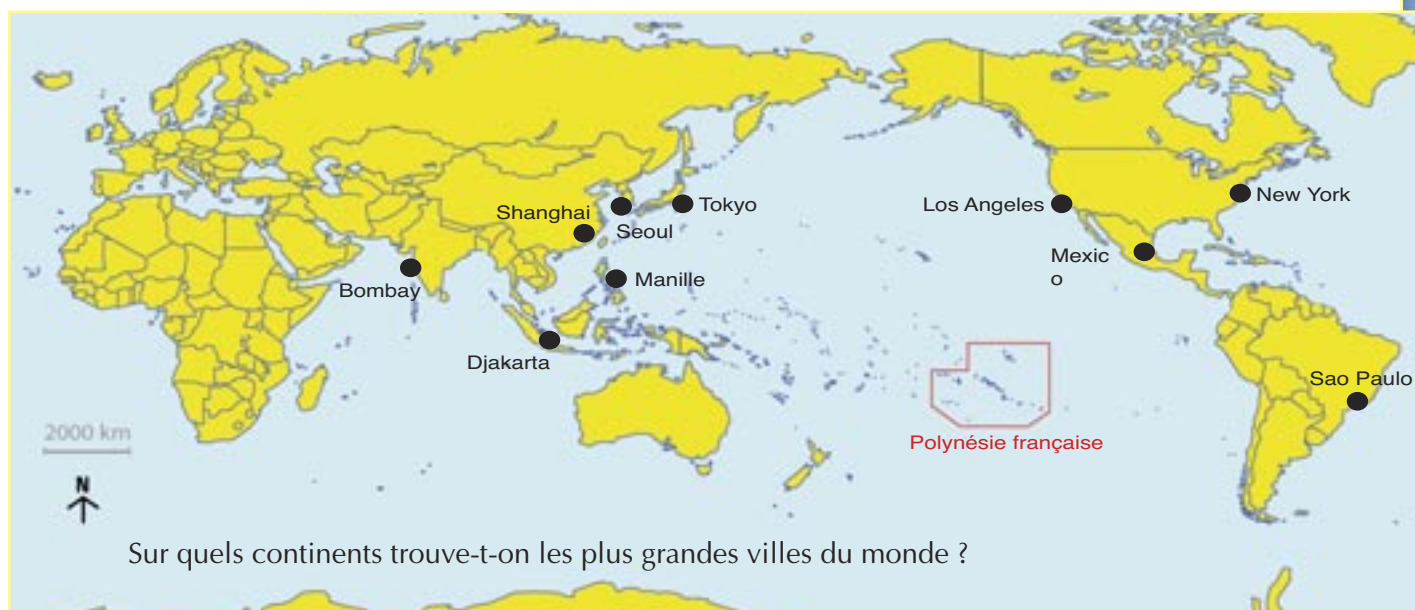 Shanghai
Seoul
Tokyo
Los Angeles
New York
Bombay
Manille
Mexic
o
Djakarta
Sao Paulo
2000 km
Polynésie française
N
Sur quels continents trouve-t-on les plus grandes villes du monde ?